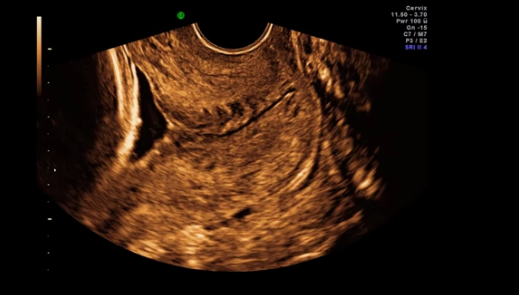 Cervix
11.50 - 3.70
Pwr 100 %
Gn -15
C7 / M7
P3 / E2
SRI II 4